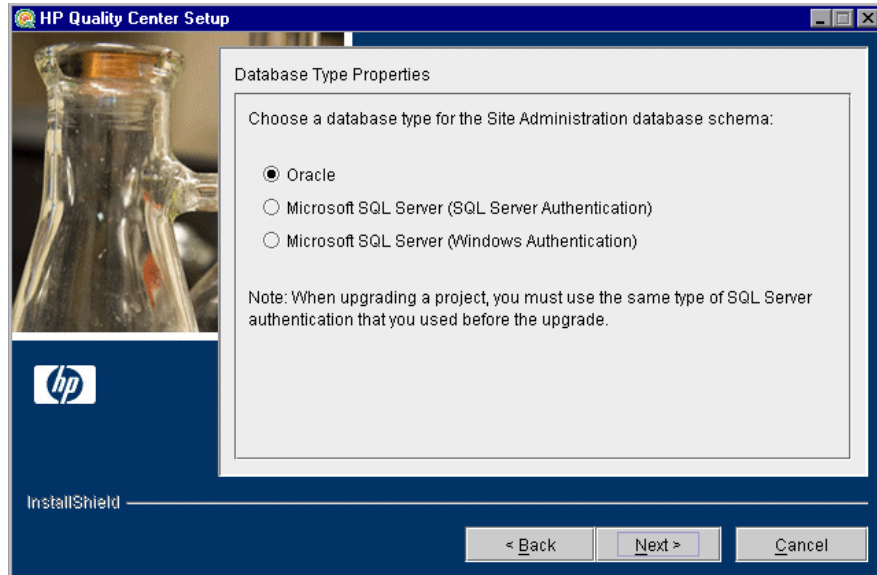 HP Quality Center Setup
Database Type Properties
Choose a database type for the Site Administration database schema:
Oracle
Microsoft SQL Server (SQL Server Authentication)
Microsoft SQL Server (Windows Authentication)
Note: When upgrading a project, you must use the same type of SQL Server
authentication that you used before the upgrade.
hp
InstallShield
< Back Next > Cancel